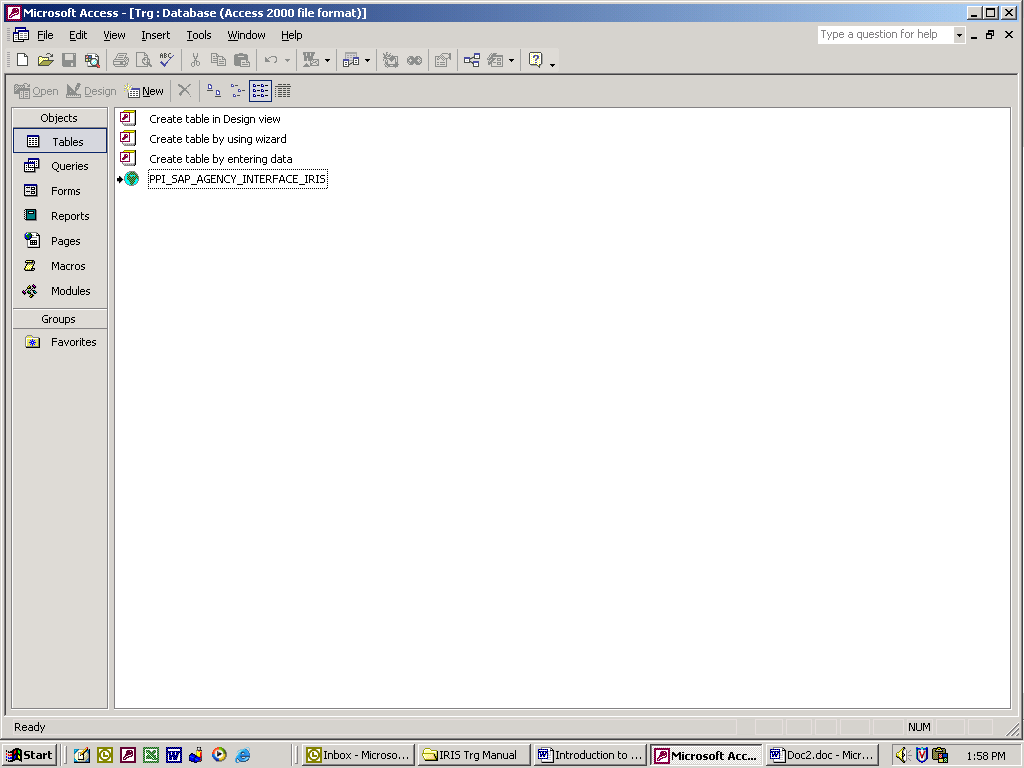 Microsoft Access - [Trg : Database (Access 2000 file format)]
File Edit View Insert Tools Window Help Type a question for help
Open Design New
Objects
Tables
Queries
Forms
Reports
Pages
Macros
Modules
Groups
Favorites
Create table in Design view
Create table by using wizard
Create table by entering data
PPI_SAP_AGENCY_INTERFACE_IRIS
Ready NUM
Start Inbox - Microso... IRIS Trg Manual Introduction to ... Microsoft Acc... Doc2.doc - Micr... 1:58 PM